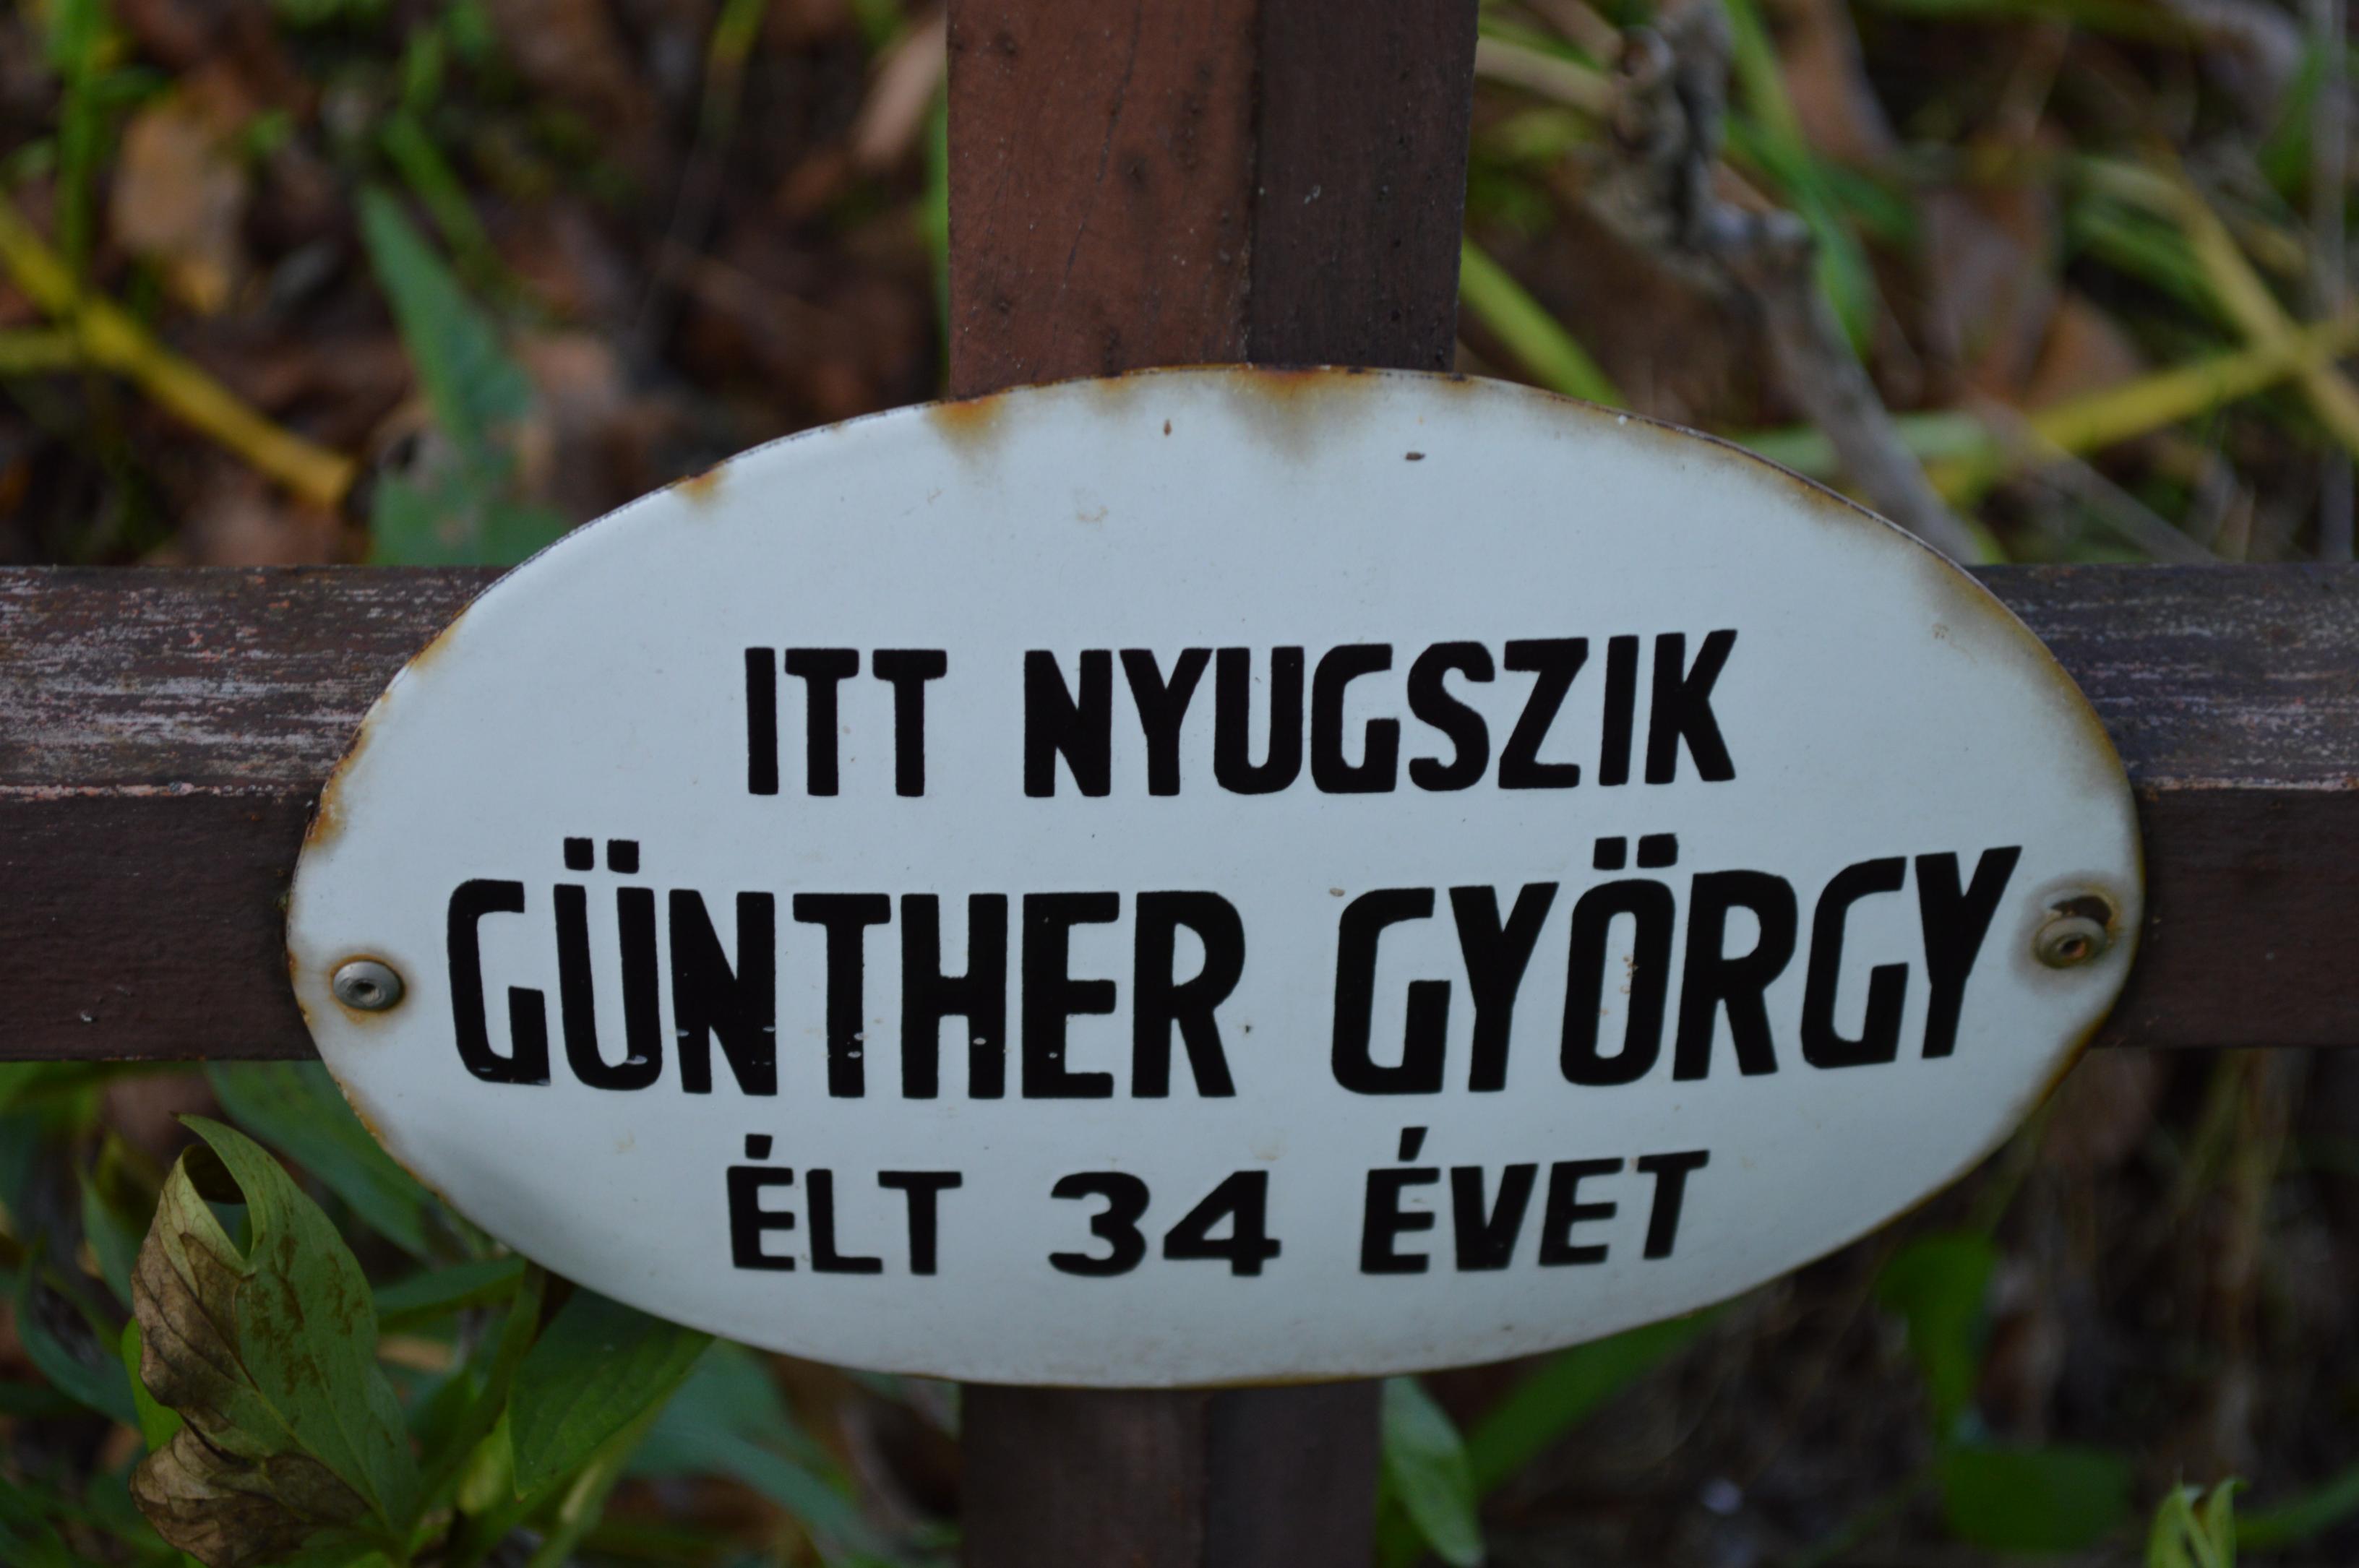 ITT NYUGSZIK
GÜNTHER GYÖRGY
ÉLT 34 ÉVET